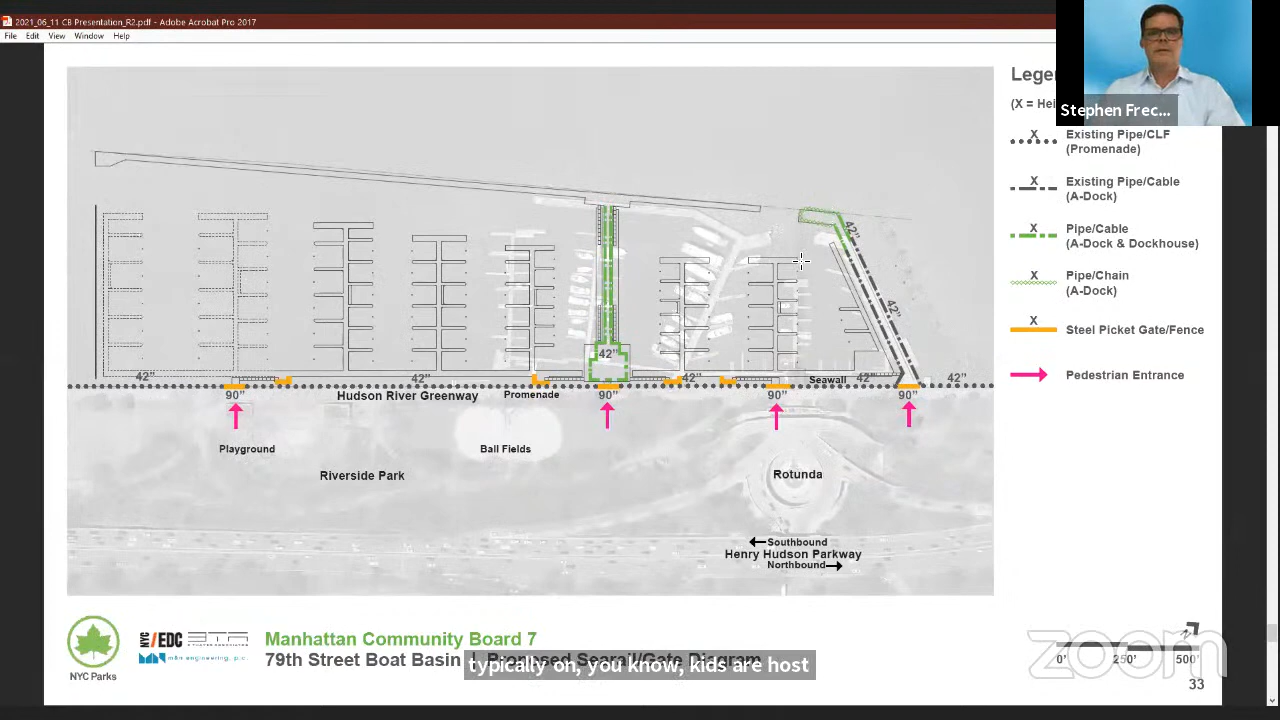 2021_06_11 CB Presentation_R2.pdf - Adobe Acrobat Pro 2017
File Edit View Window Help
Stephen Frec...
Lege
(X = Hei
X Existing Pipe/CLF
(Promenade)
X Existing Pipe/Cable
(A-Dock)
X Pipe/Cable
(A-Dock & Dockhouse)
X Pipe/Chain
(A-Dock)
X
Steel Picket Gate/Fence
Pedestrian Entrance
42"
42"
42"
42" 42" 42" Seawall 42" 42"
90" Hudson River Greenway Promenade 90" 90" 90"
Playground Ball Fields
Riverside Park Rotunda
Southbound
Henry Hudson Parkway
Northbound
NYC Parks
NYC EDC
Manhattan Community Board 7
79th Street Boat Basin
typically on, you know, kids are host
zoom
0' 250' 500'
33